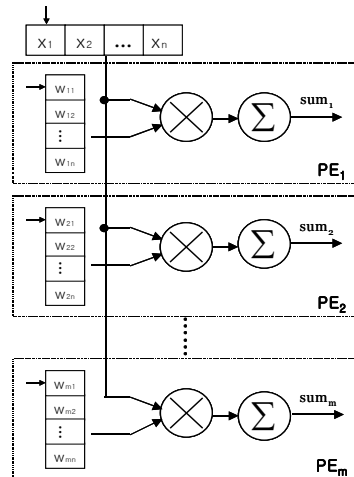 X1 X2 ... Xn
W11
W12
...
W1n
Σ
sum1
PE1
W21
W22
...
W2n
Σ
sum2
PE2
Wm1
Wm2
...
Wmn
Σ
summ
PEm